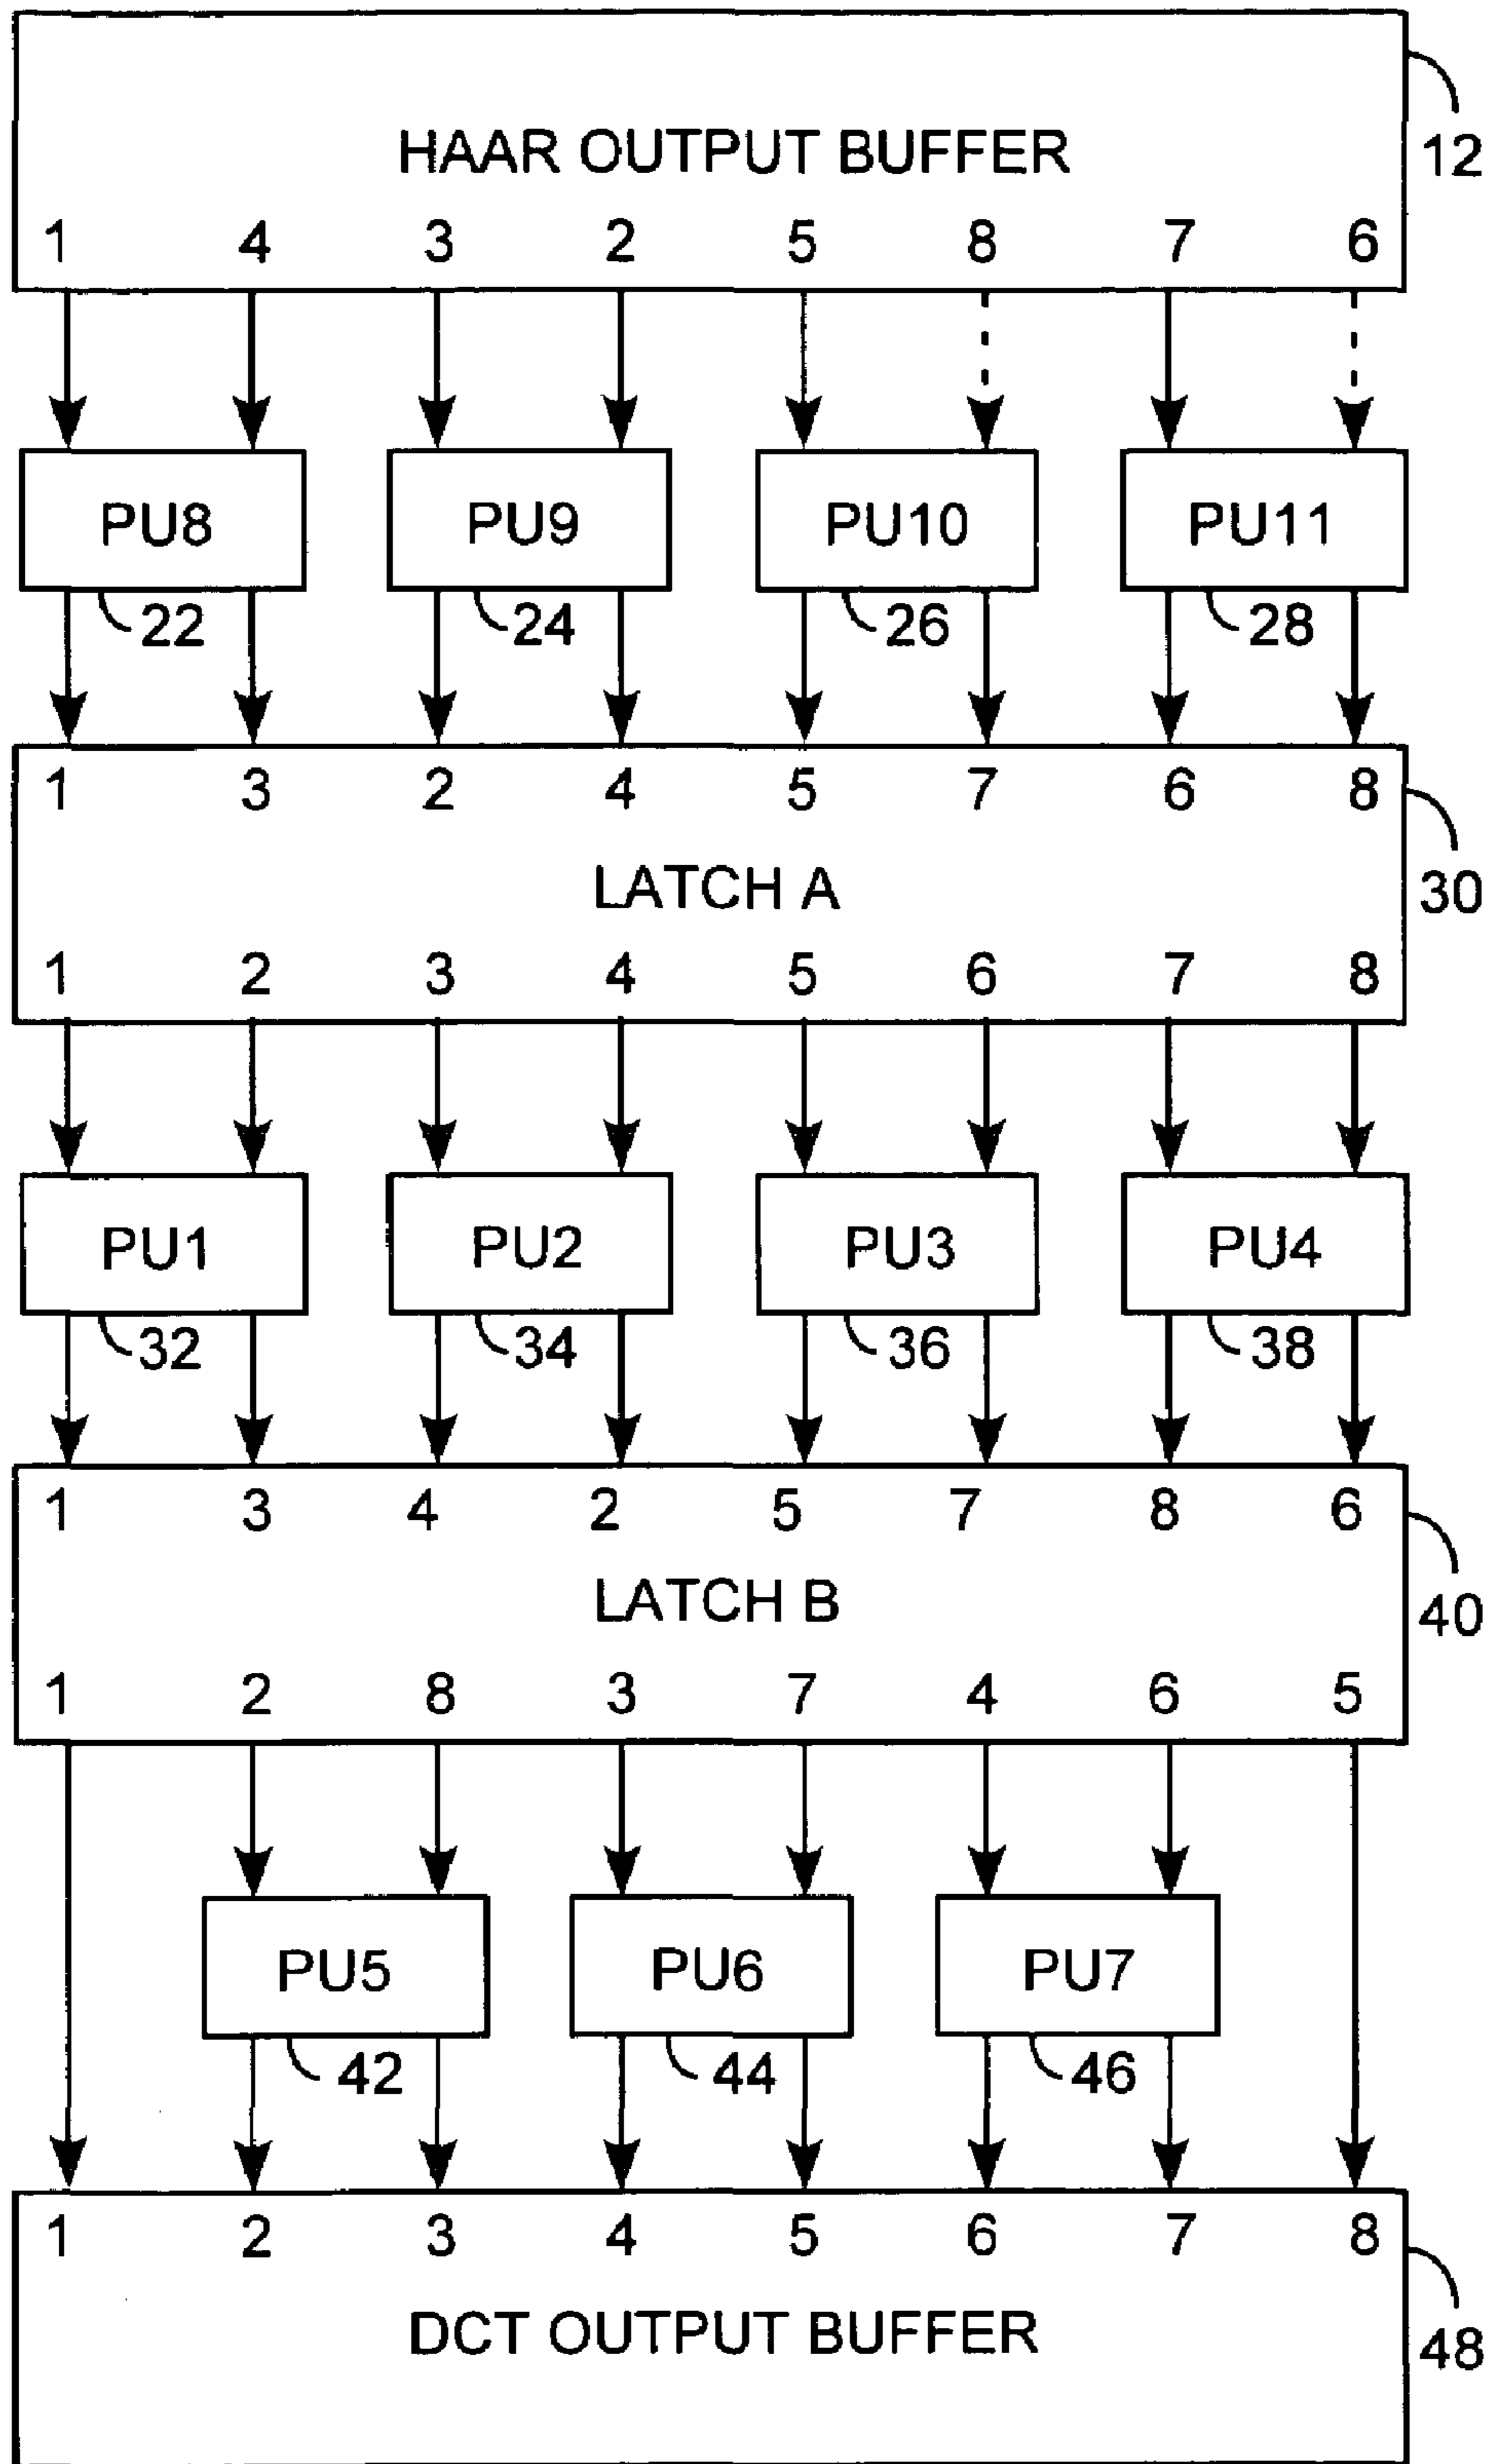 HAAR OUTPUT BUFFER
12
1 4 3 2 5 8 7 6
PU8 PU9 PU10 PU11
22 24 26 28
1 3 2 4 5 7 6 8
LATCH A
30
1 2 3 4 5 6 7 8
PU1 PU2 PU3 PU4
32 34 36 38
1 3 4 2 5 7 8 6
LATCH B
40
1 2 8 3 7 4 6 5
PU5 PU6 PU7
42 44 46
1 2 3 4 5 6 7 8
DCT OUTPUT BUFFER
48